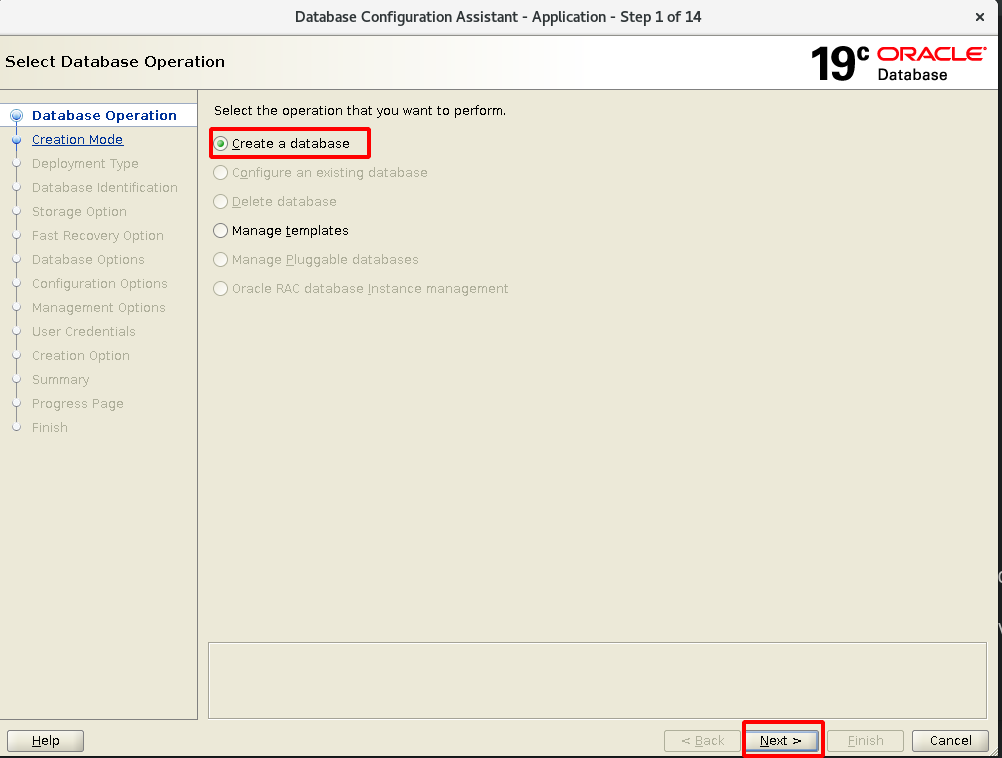 Database Configuration Assistant - Application - Step 1 of 14
Select Database Operation
19c ORACLE
Database
Database Operation
Creation Mode
Deployment Type
Database Identification
Storage Option
Fast Recovery Option
Database Options
Configuration Options
Management Options
User Credentials
Creation Option
Summary
Progress Page
Finish
Select the operation that you want to perform.
Create a database
Configure an existing database
Delete database
Manage templates
Manage Pluggable databases
Oracle RAC database Instance management
Help
< Back
Next >
Finish
Cancel